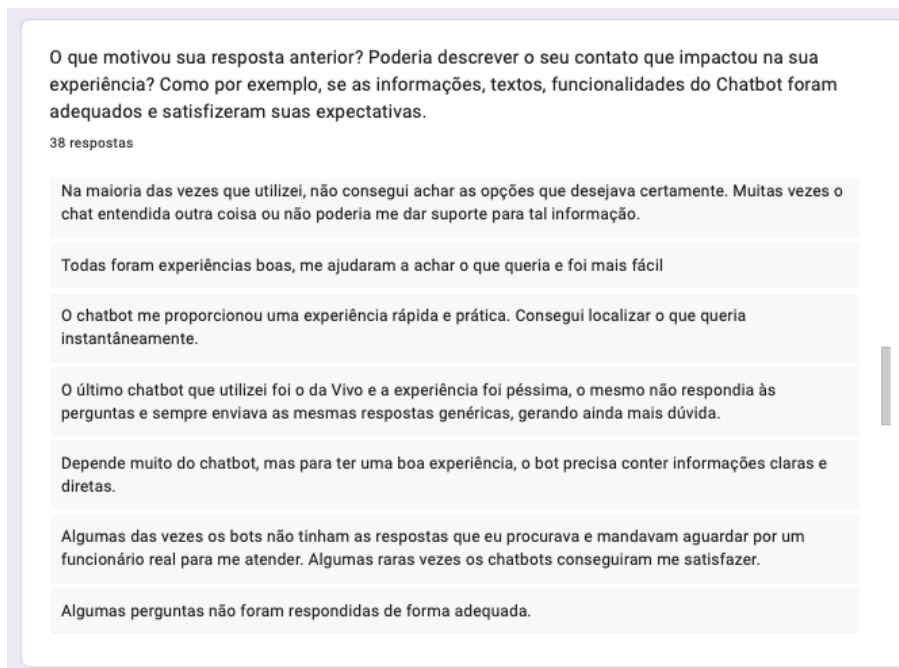 O que motivou sua resposta anterior? Poderia descrever o seu contato que impactou na sua
experiência? Como por exemplo, se as informações, textos, funcionalidades do Chatbot foram
adequados e satisfizeram suas expectativas.
38 respostas
Na maioria das vezes que utilizei, não consegui achar as opções que desejava certamente. Muitas vezes o
chat entendida outra coisa ou não poderia me dar suporte para tal informação.
Todas foram experiências boas, me ajudaram a achar o que queria e foi mais fácil
O chatbot me proporcionou uma experiência rápida e prática. Consegui localizar o que queria
instantâneamente.
O último chatbot que utilizei foi o da Vivo e a experiência foi péssima, o mesmo não respondia às
perguntas e sempre enviava as mesmas respostas genéricas, gerando ainda mais dúvida.
Depende muito do chatbot, mas para ter uma boa experiência, o bot precisa conter informações claras e
diretas.
Algumas das vezes os bots não tinham as respostas que eu procurava e mandavam aguardar por um
funcionário real para me atender. Algumas raras vezes os chatbots conseguiram me satisfazer.
Algumas perguntas não foram respondidas de forma adequada.